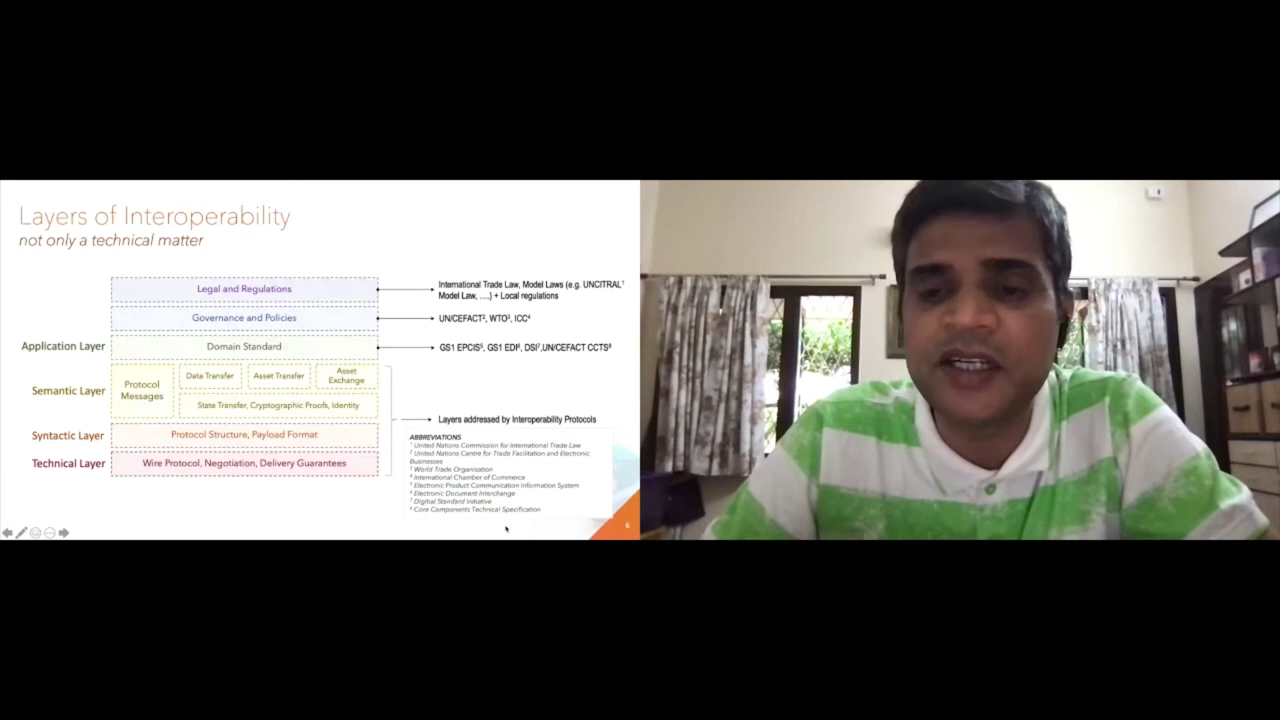 Layers of Interoperability
not only a technical matter
Legal and Regulations
International Trade Law, Model Laws (e.g. UNCITRAL¹
Model Law, ....) + Local regulations
Governance and Policies
UN/CEFACT², WTO³, ICC⁴
Application Layer
Domain Standard
GS1 EPCIS⁵, GS1 EDI⁶, DSI⁷,UN/CEFACT CCTS⁸
Semantic Layer
Protocol
Messages
Data Transfer
Asset Transfer
Asset
Exchange
State Transfer, Cryptographic Proofs, Identity
Layers addressed by Interoperability Protocols
Syntactic Layer
Protocol Structure, Payload Format
Technical Layer
Wire Protocol, Negotiation, Delivery Guarantees
ABBREVIATIONS
¹ United Nations Commission for International Trade Law
² United Nations Centre for Trade Facilitation and Electronic
Businesses
³ World Trade Organisation
⁴ International Chamber of Commerce
⁵ Electronic Product Communication Information System
⁶ Electronic Document Interchange
⁷ Digitial Standard Initiative
⁸ Core Components Technical Specification
6